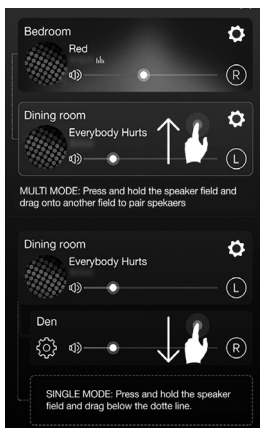 Bedroom
Red
R
Dining room
Everybody Hurts
L
MULTI MODE: Press and hold the speaker field and
drag onto another field to pair spekaers
Dining room
Everybody Hurts
L
Den
R
SINGLE MODE: Press and hold the speaker
field and drag below the dotte line.